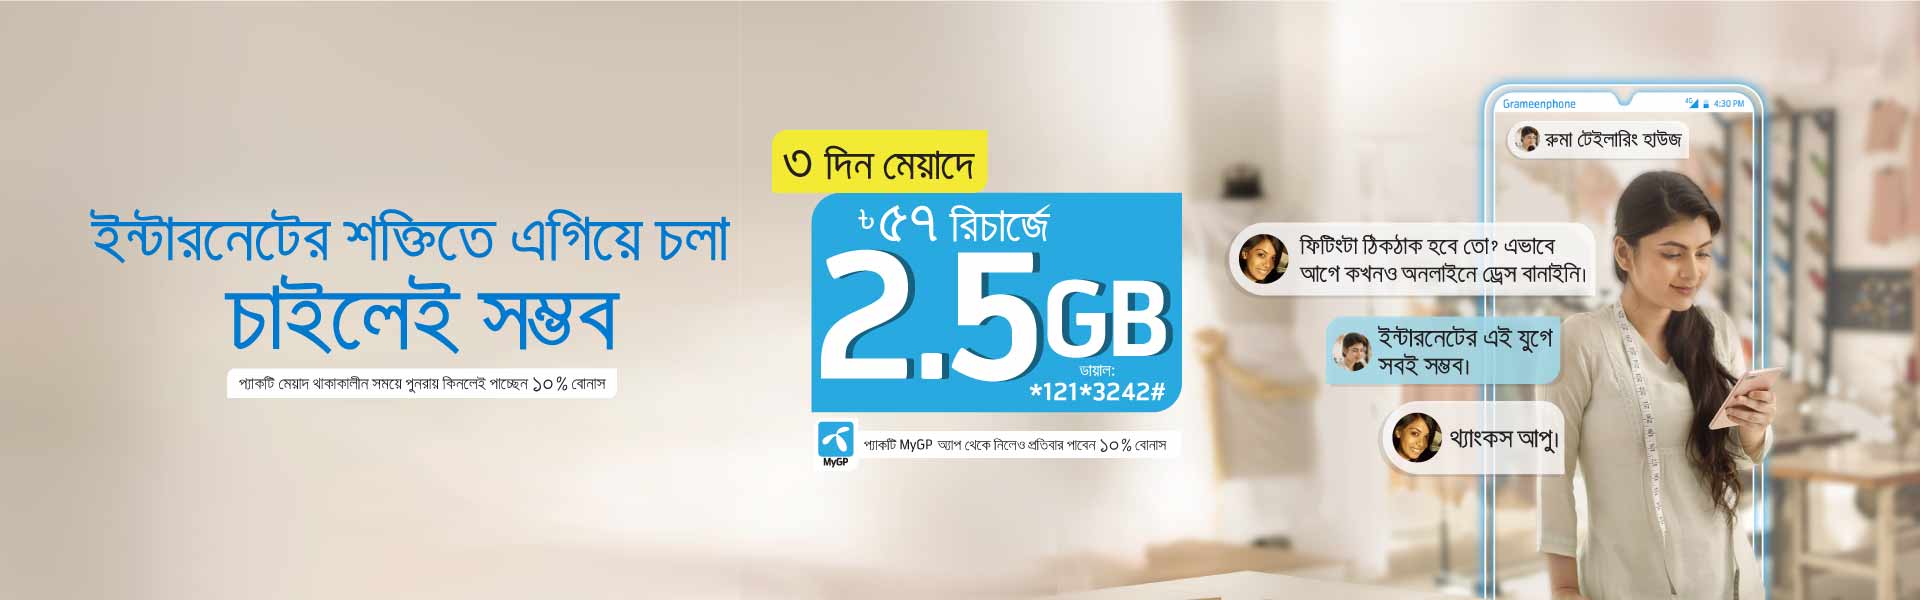 ইন্টারনেটের শক্তিতে এগিয়ে চলা
চাইলেই সম্ভব
প্যাকটি মেয়াদ থাকাকালীন সময়ে পুনরায় কিনলেই পাচ্ছেন ১০% বোনাস
৩ দিন মেয়াদে
৳৫৭ রিচার্জে
2.5GB
ডায়াল:
*121*3242#
MyGP
প্যাকটি MyGP অ্যাপ থেকে নিলেও প্রতিবার পাবেন ১০% বোনাস
Grameenphone 4G 4:30 PM
রুমা টেইলারিং হাউজ
ফিটিংটা ঠিকঠাক হবে তো? এভাবে
আগে কখনও অনলাইনে ড্রেস বানাইনি।
ইন্টারনেটের এই যুগে
সবই সম্ভব।
থ্যাংকস আপু।